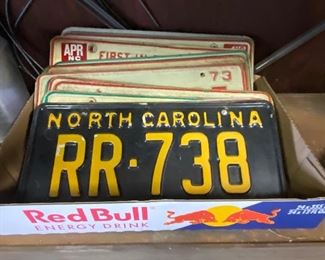 APR
NC
FIRST IN
73
NORTH CAROLINA
RR-738
Red Bull
ENERGY DRINK